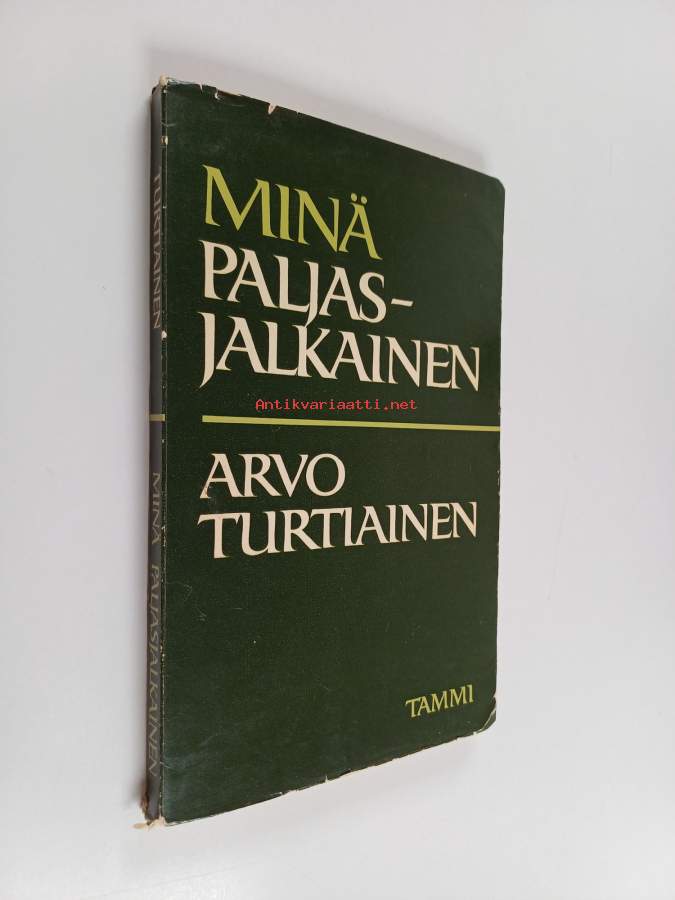 MINÄ
PALJAS-
JALKAINEN
Antikvariaatti.net
ARVO
TURTIAINEN
TAMMI
TURTIAINEN
MINÄ PALJASJALKAINEN